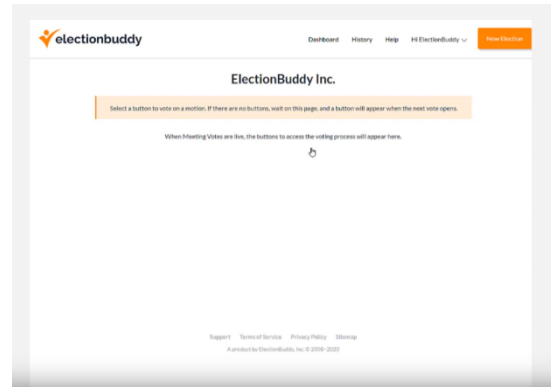 electionbuddy
Dashboard History Help Hi ElectionBuddy New Election
ElectionBuddy Inc.
Select a button to vote on a motion. If there are no buttons, wait on this page, and a button will appear when the next vote opens.
When Meeting Votes are live, the buttons to access the voting process will appear here.
Support Terms of Service Privacy Policy Sitemap
A product by ElectionBuddy, Inc. © 2008-2022